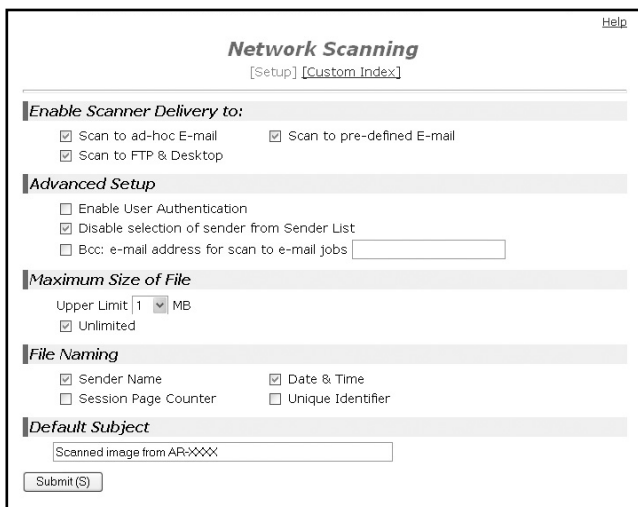 Help
Network Scanning
[Setup] [Custom Index]
Enable Scanner Delivery to:
Scan to ad-hoc E-mail Scan to pre-defined E-mail
Scan to FTP & Desktop
Advanced Setup
Enable User Authentication
Disable selection of sender from Sender List
Bcc: e-mail address for scan to e-mail jobs
Maximum Size of File
Upper Limit 1 MB
Unlimited
File Naming
Sender Name Date & Time
Session Page Counter Unique Identifier
Default Subject
Scanned image from AR-XXXX
Submit (S)